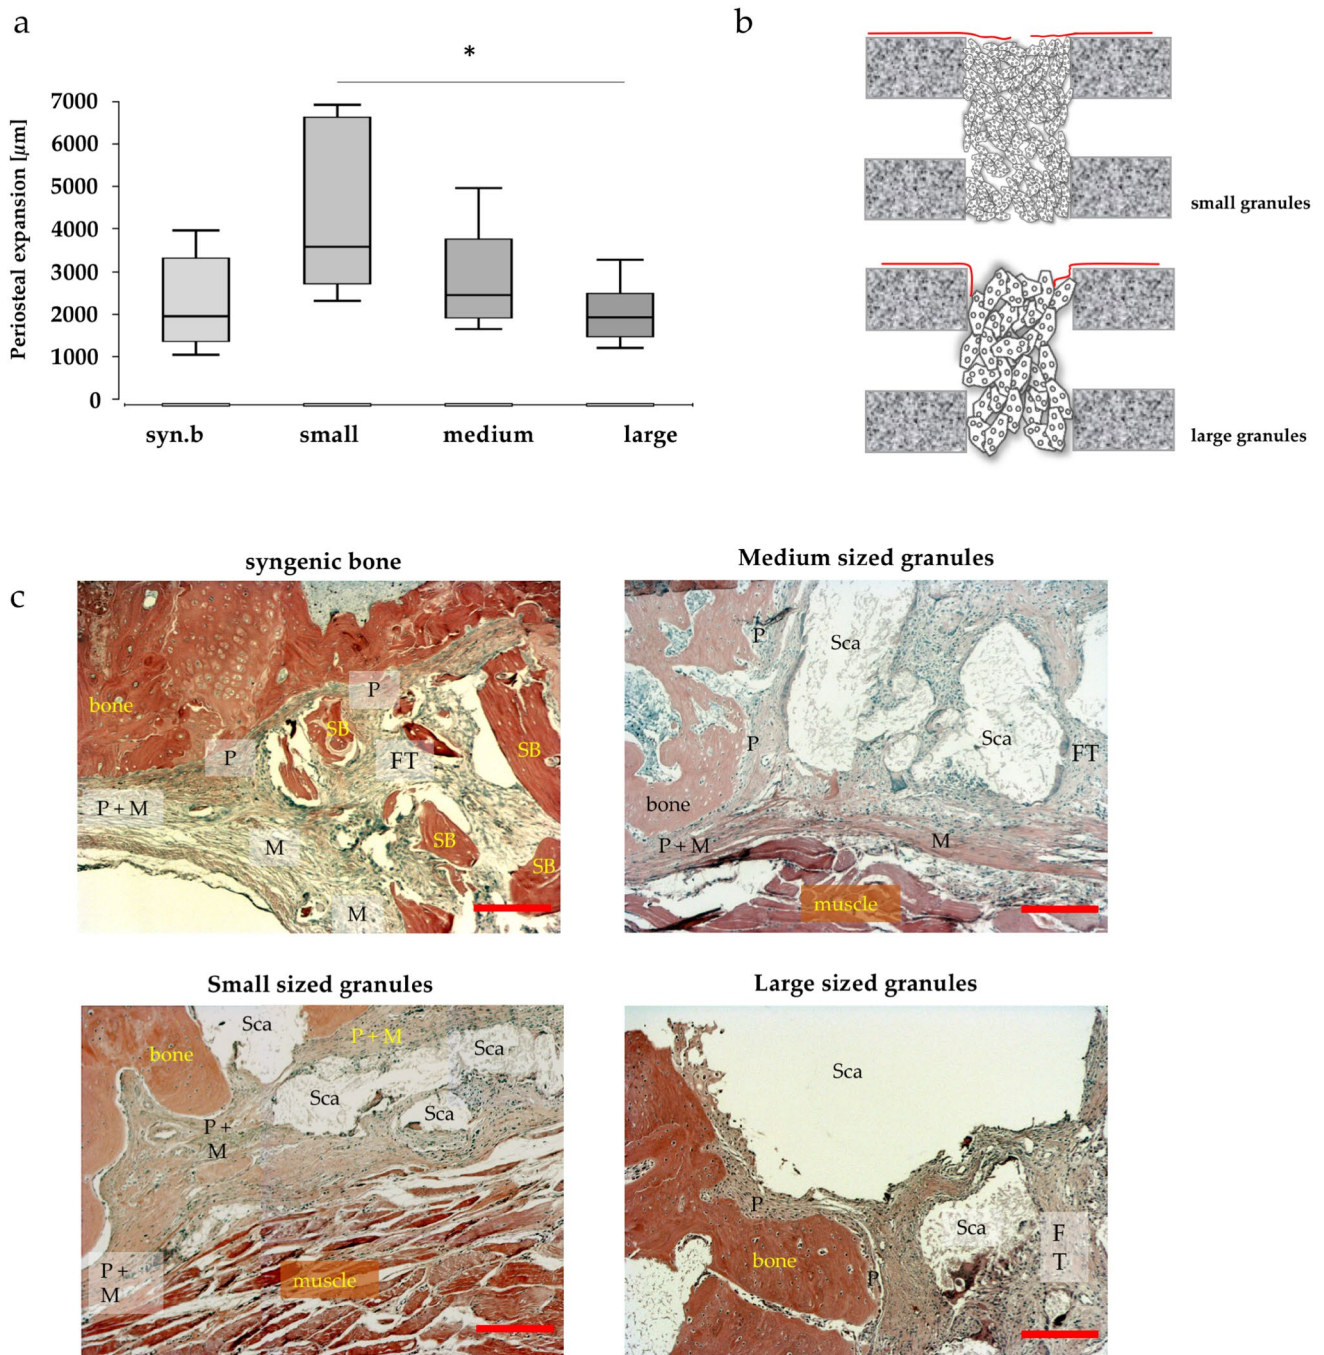 a
b
*
Periosteal expansion [µm]
7000
6000
5000
4000
3000
2000
1000
0
syn.b small medium large
small granules
large granules
c
syngenic bone
bone
P
SB
SB
P
FT
P + M
M
SB
SB
M
Medium sized granules
P
Sca
Sca
P
FT
bone
P + M
M
muscle
Small sized granules
Sca
P + M
bone
Sca
Sca
Sca
P +
M
P +
M
muscle
Large sized granules
Sca
P
Sca
F
T
bone
P